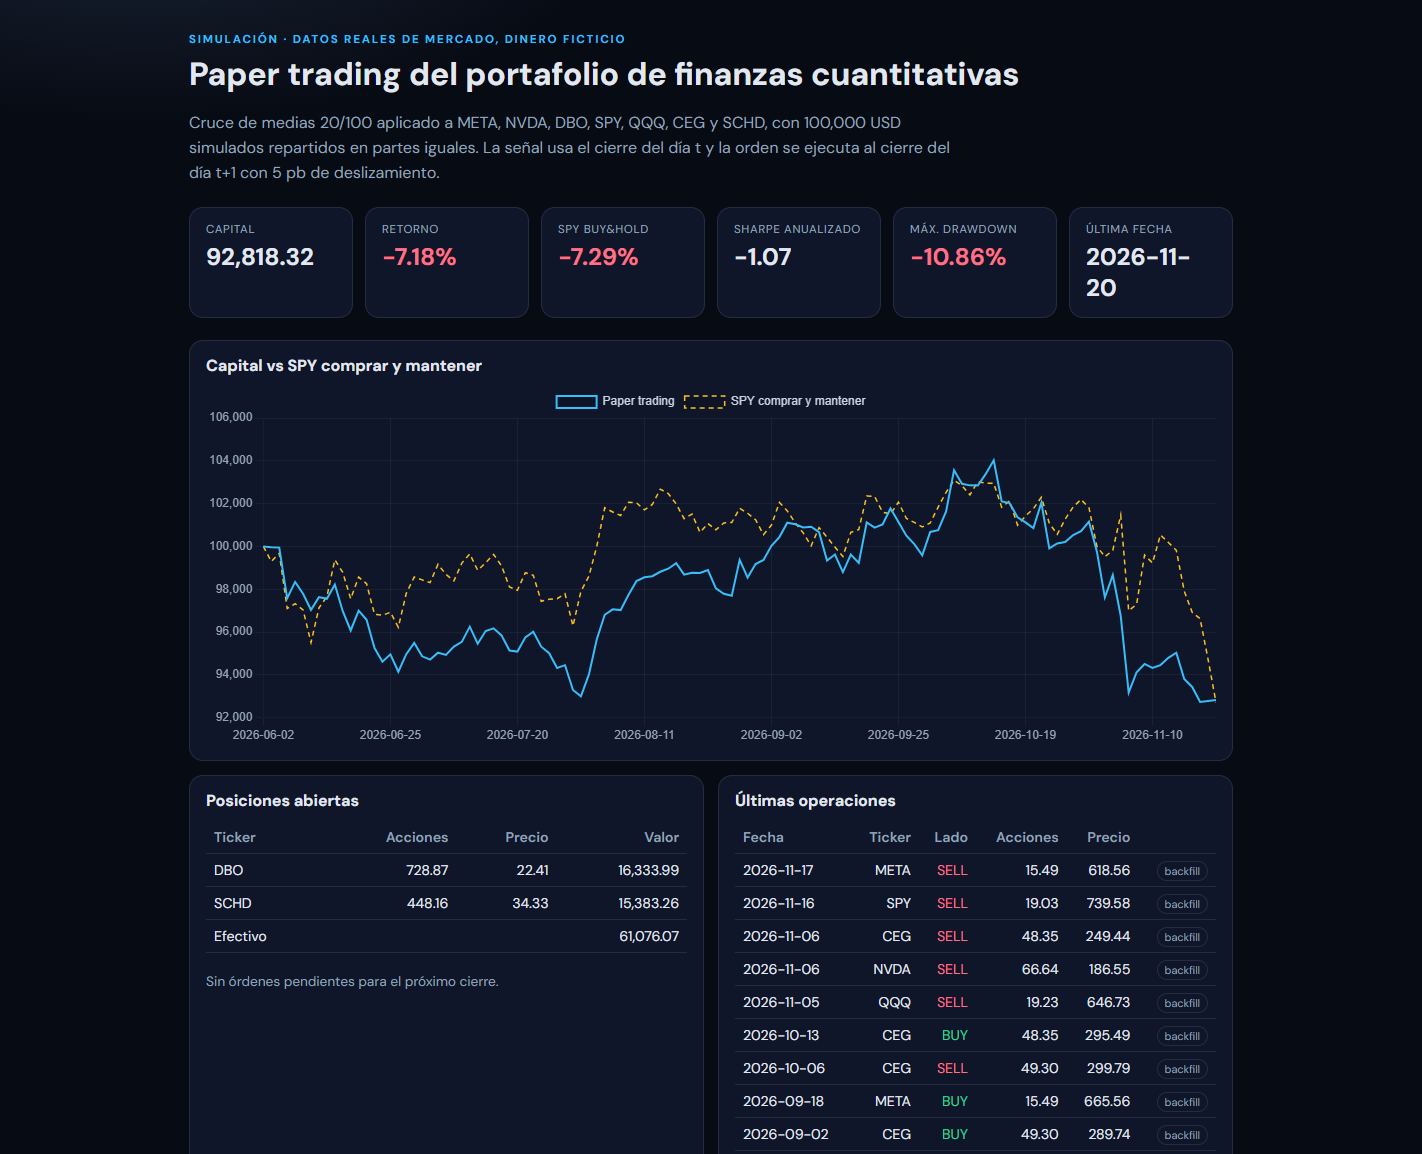 SIMULACIÓN · DATOS REALES DE MERCADO, DINERO FICTICIO
Paper trading del portafolio de finanzas cuantitativas
Cruce de medias 20/100 aplicado a META, NVDA, DBO, SPY, QQQ, CEG y SCHD, con 100,000 USD
simulados repartidos en partes iguales. La señal usa el cierre del día t y la orden se ejecuta al cierre del
día t+1 con 5 pb de deslizamiento.
CAPITAL
92,818.32
RETORNO
−7.18%
SPY BUY&HOLD
−7.29%
SHARPE ANUALIZADO
−1.07
MÁX. DRAWDOWN
−10.86%
ÚLTIMA FECHA
2026-11-
20
Capital vs SPY comprar y mantener
Paper trading SPY comprar y mantener
106,000
104,000
102,000
100,000
98,000
96,000
94,000
92,000
2026-06-02 2026-06-25 2026-07-20 2026-08-11 2026-09-02 2026-09-25 2026-10-19 2026-11-10
Posiciones abiertas
Ticker Acciones Precio Valor
DBO 728.87 22.41 16,333.99
SCHD 448.16 34.33 15,383.26
Efectivo 61,076.07
Sin órdenes pendientes para el próximo cierre.
Últimas operaciones
Fecha Ticker Lado Acciones Precio
2026-11-17 META SELL 15.49 618.56 backfill
2026-11-16 SPY SELL 19.03 739.58 backfill
2026-11-06 CEG SELL 48.35 249.44 backfill
2026-11-06 NVDA SELL 66.64 186.55 backfill
2026-11-05 QQQ SELL 19.23 646.73 backfill
2026-10-13 CEG BUY 48.35 295.49 backfill
2026-10-06 CEG SELL 49.30 299.79 backfill
2026-09-18 META BUY 15.49 665.56 backfill
2026-09-02 CEG BUY 49.30 289.74 backfill